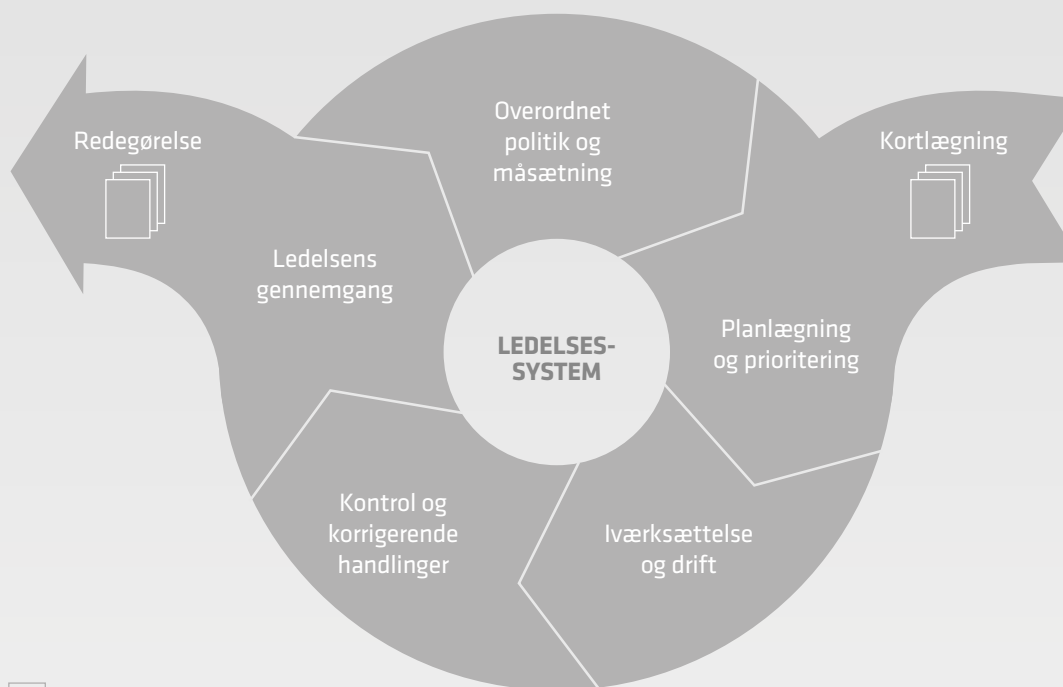 Overordnet
politik og
måsætning
Redegørelse
Kortlægning
Ledelsens
gennemgang
Planlægning
og prioritering
LEDELSES-
SYSTEM
Kontrol og
korrigerende
handlinger
Iværksættelse
og drift